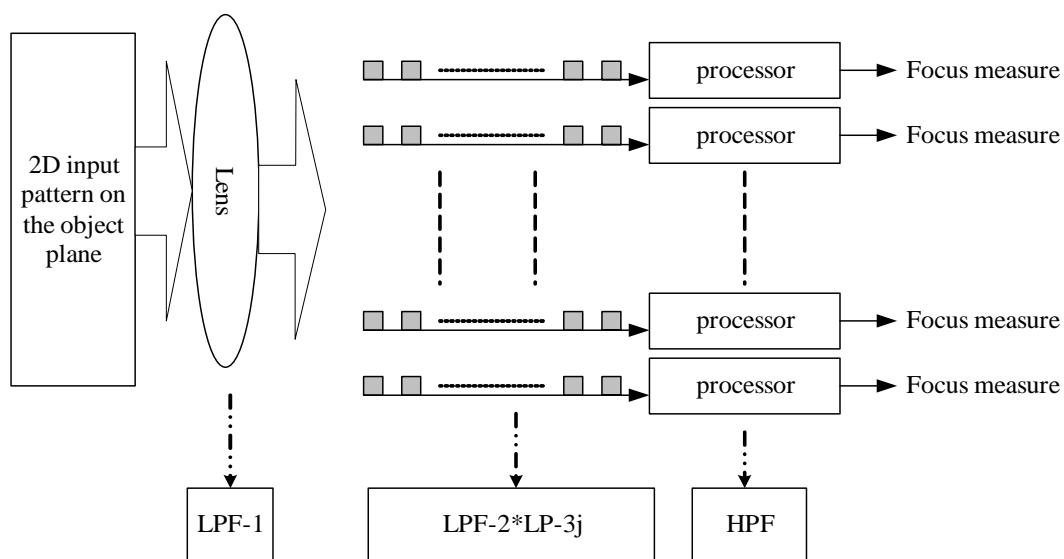 2D input
pattern on
the object
plane
Lens
processor
Focus measure
processor
Focus measure
processor
Focus measure
processor
Focus measure
LPF-1
LPF-2*LP-3j
HPF